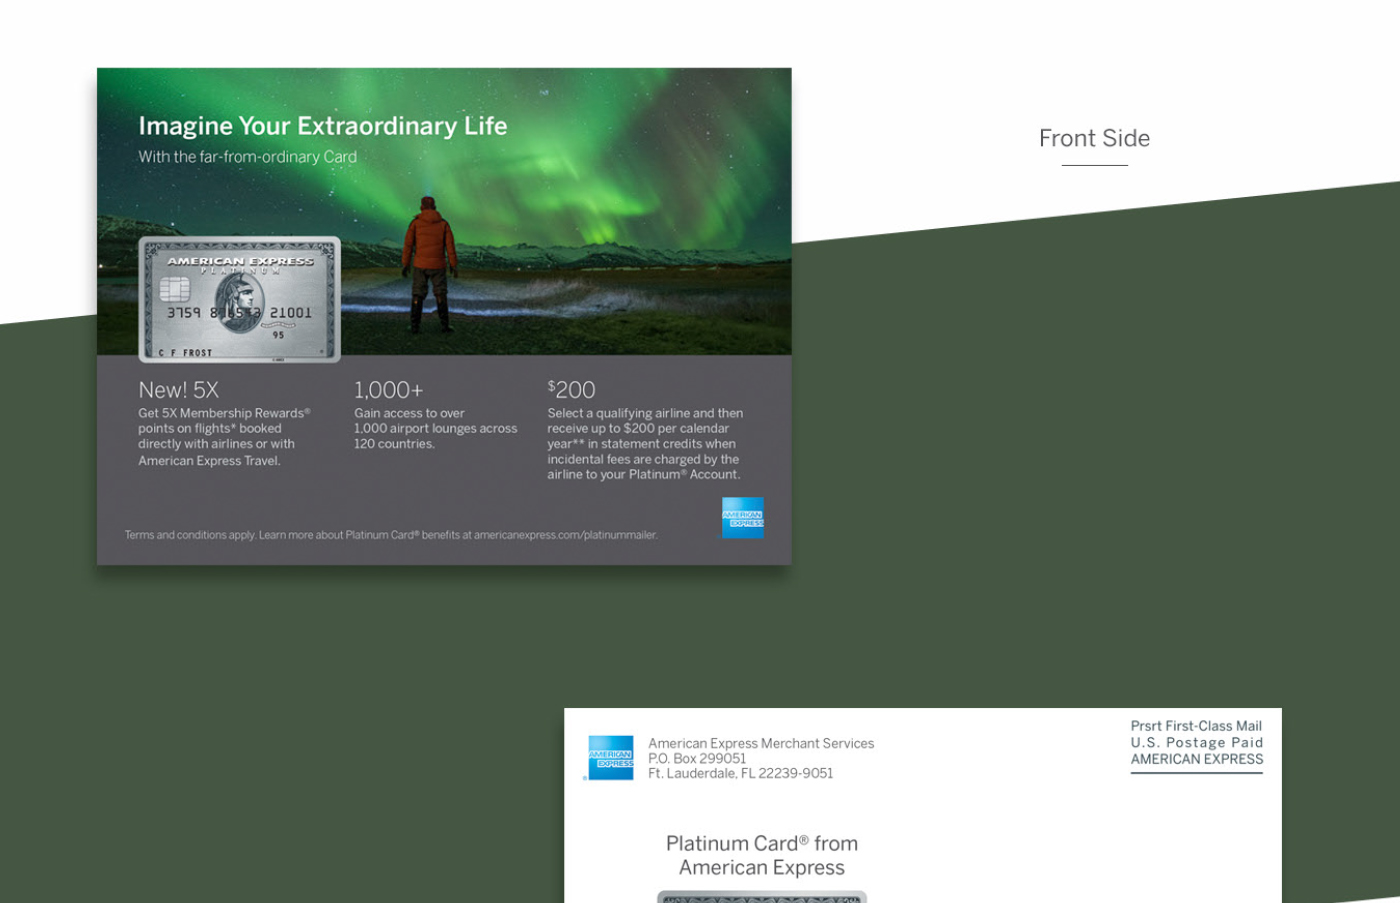 Imagine Your Extraordinary Life
With the far-from-ordinary Card
Front Side
AMERICAN EXPRESS
PLATINUM
3759 21001
95
C F FROST
New! 5X
Get 5X Membership Rewards®
points on flights* booked
directly with airlines or with
American Express Travel.
1,000+
Gain access to over
1,000 airport lounges across
120 countries.
$200
Select a qualifying airline and then
receive up to $200 per calendar
year** in statement credits when
incidental fees are charged by the
airline to your Platinum® Account.
AMERICAN
EXPRESS
Terms and conditions apply. Learn more about Platinum Card® benefits at americanexpress.com/platinummailer.
AMERICAN
EXPRESS
®
American Express Merchant Services
P.O. Box 299051
Ft. Lauderdale, FL 22239-9051
Prsrt First-Class Mail
U.S. Postage Paid
AMERICAN EXPRESS
Platinum Card® from
American Express